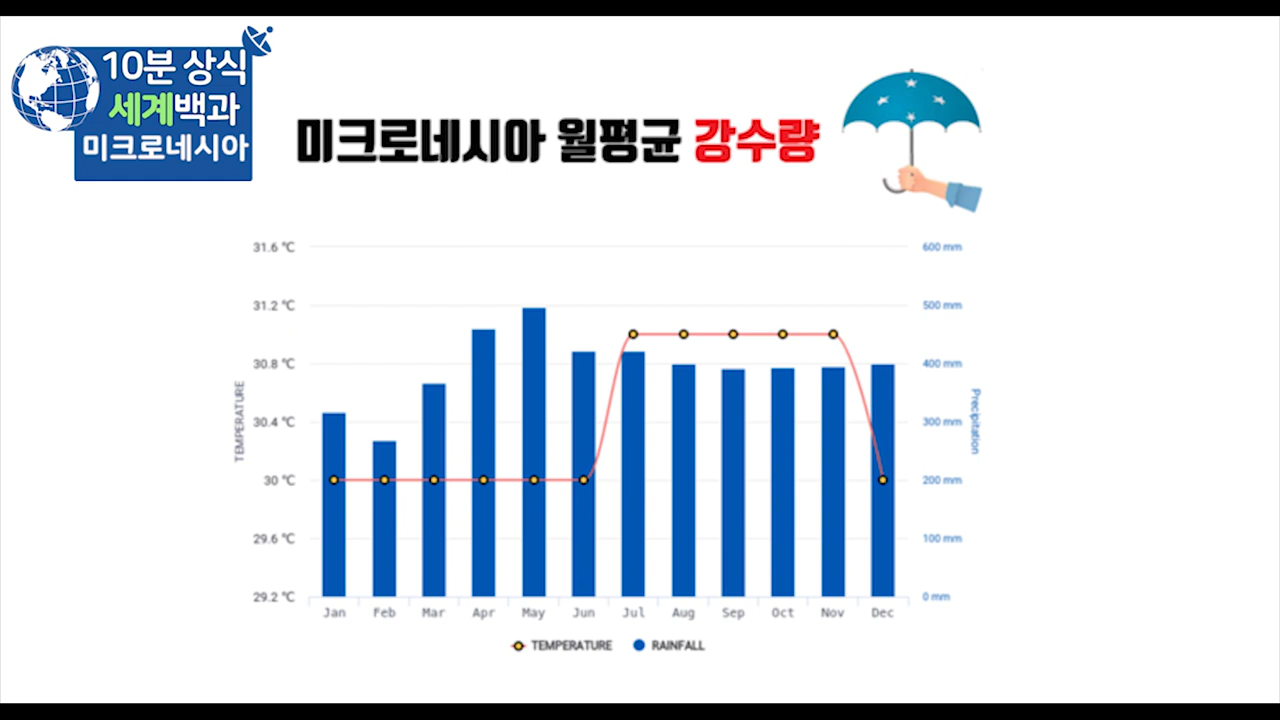 10분 상식
세계백과
미크로네시아
미크로네시아 월평균 강수량
31.6 ℃
31.2 ℃
30.8 ℃
30.4 ℃
30 ℃
29.6 ℃
29.2 ℃
TEMPERATURE
600 mm
500 mm
400 mm
300 mm
200 mm
100 mm
0 mm
Precipitation
Jan Feb Mar Apr May Jun Jul Aug Sep Oct Nov Dec
TEMPERATURE RAINFALL